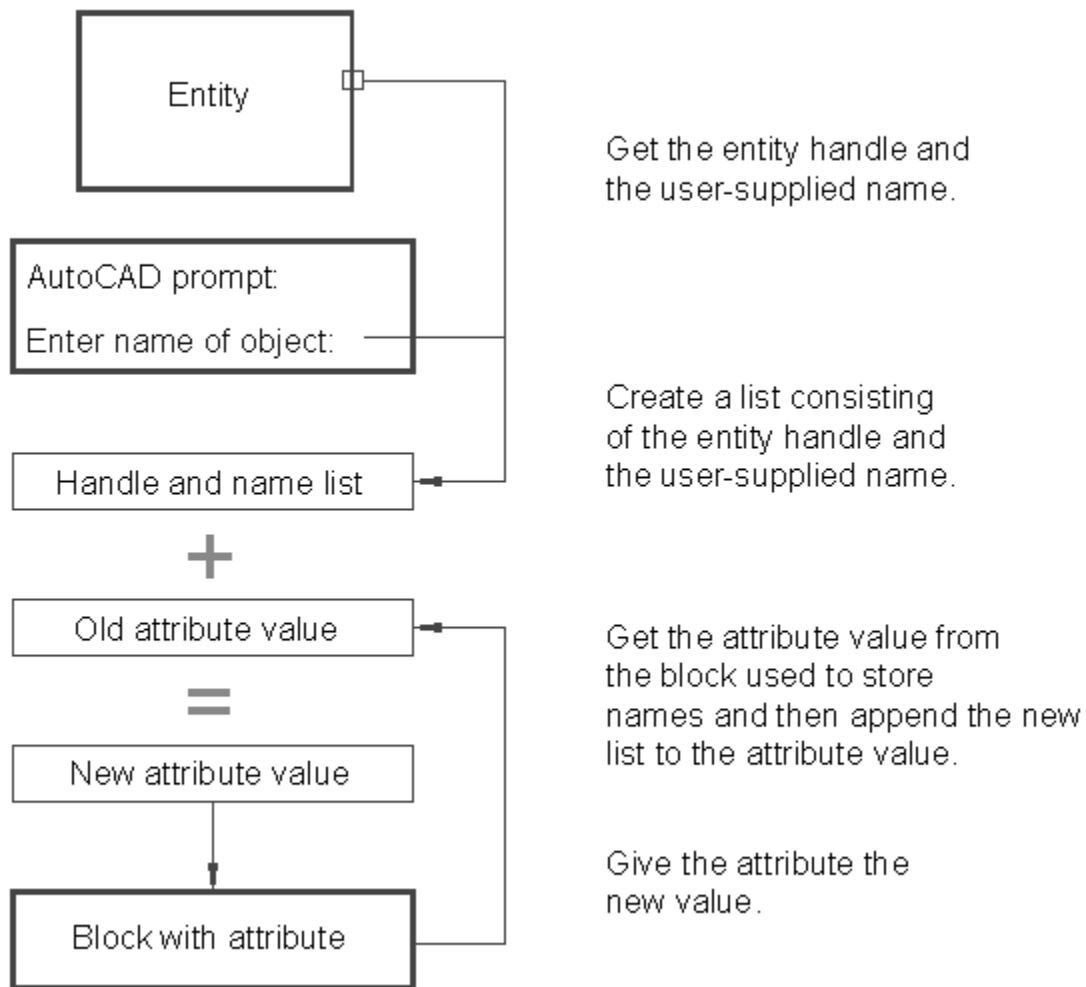 Entity
Get the entity handle and
the user-supplied name.
AutoCAD prompt:
Enter name of object:
Create a list consisting
of the entity handle and
the user-supplied name.
Handle and name list
+
Old attribute value
=
Get the attribute value from
the block used to store
names and then append the new
list to the attribute value.
New attribute value
Give the attribute the
new value.
Block with attribute